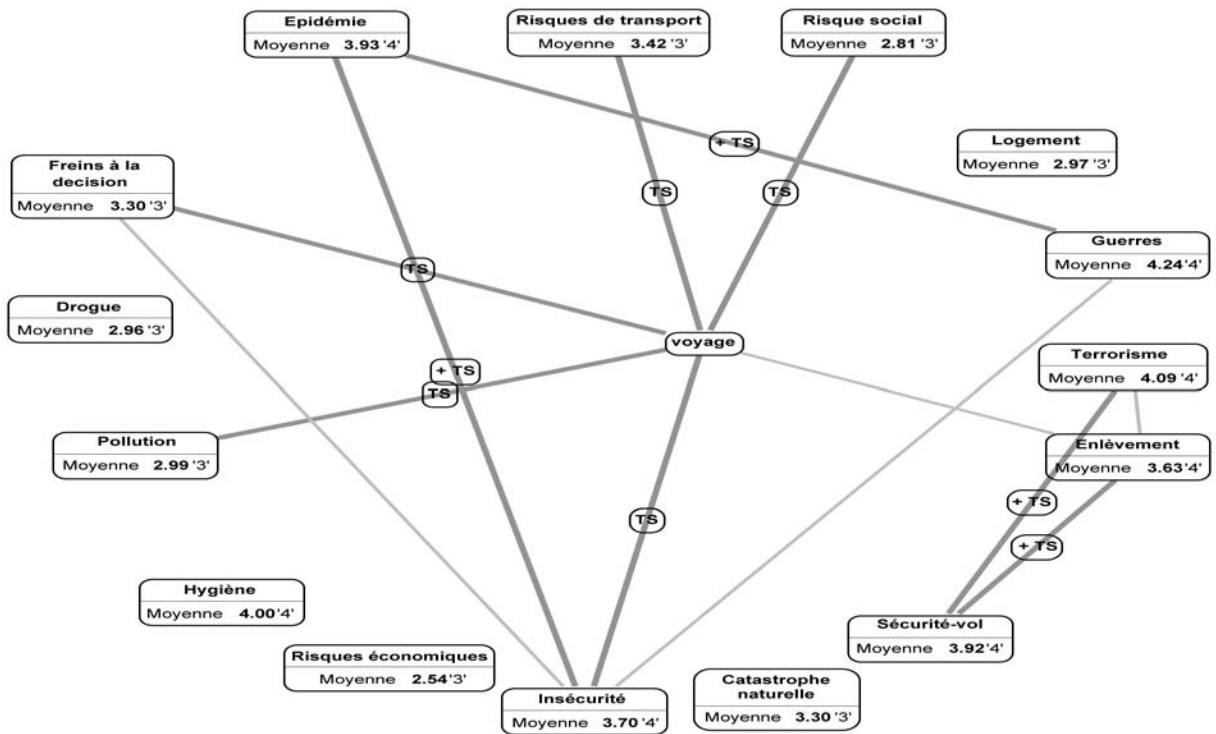 Epidémie
Moyenne 3.93 '4'
Risques de transport
Moyenne 3.42 '3'
Risque social
Moyenne 2.81 '3'
+ TS
Logement
Moyenne 2.97 '3'
Freins à la
decision
Moyenne 3.30 '3'
TS
TS
Guerres
Moyenne 4.24 '4'
TS
Drogue
Moyenne 2.96 '3'
voyage
Terrorisme
Moyenne 4.09 '4'
+ TS
TS
Pollution
Moyenne 2.99 '3'
Enlèvement
Moyenne 3.63 '4'
+ TS
TS
+ TS
Hygiène
Moyenne 4.00 '4'
Sécurité-vol
Moyenne 3.92 '4'
Risques économiques
Moyenne 2.54 '3'
Insécurité
Moyenne 3.70 '4'
Catastrophe
naturelle
Moyenne 3.30 '3'